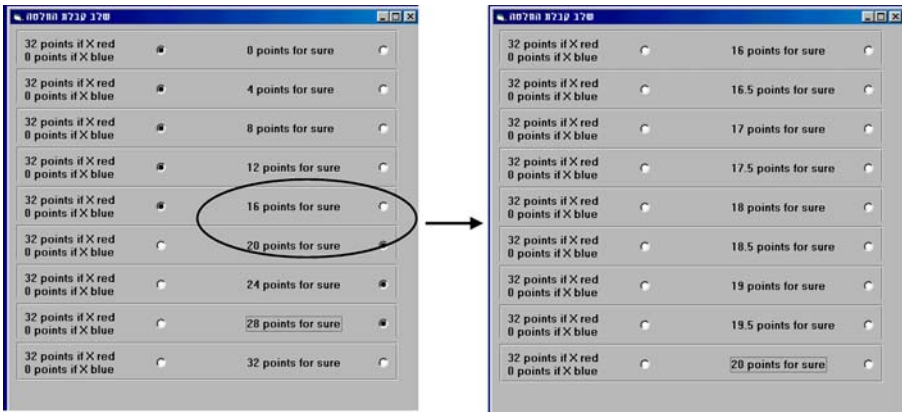 שלב קבלת החלטה
32 points if X red
0 points if X blue
0 points for sure
32 points if X red
0 points if X blue
4 points for sure
32 points if X red
0 points if X blue
8 points for sure
32 points if X red
0 points if X blue
12 points for sure
32 points if X red
0 points if X blue
16 points for sure
32 points if X red
0 points if X blue
20 points for sure
32 points if X red
0 points if X blue
24 points for sure
32 points if X red
0 points if X blue
28 points for sure
32 points if X red
0 points if X blue
32 points for sure
שלב קבלת החלטה
32 points if X red
0 points if X blue
16 points for sure
32 points if X red
0 points if X blue
16.5 points for sure
32 points if X red
0 points if X blue
17 points for sure
32 points if X red
0 points if X blue
17.5 points for sure
32 points if X red
0 points if X blue
18 points for sure
32 points if X red
0 points if X blue
18.5 points for sure
32 points if X red
0 points if X blue
19 points for sure
32 points if X red
0 points if X blue
19.5 points for sure
32 points if X red
0 points if X blue
20 points for sure